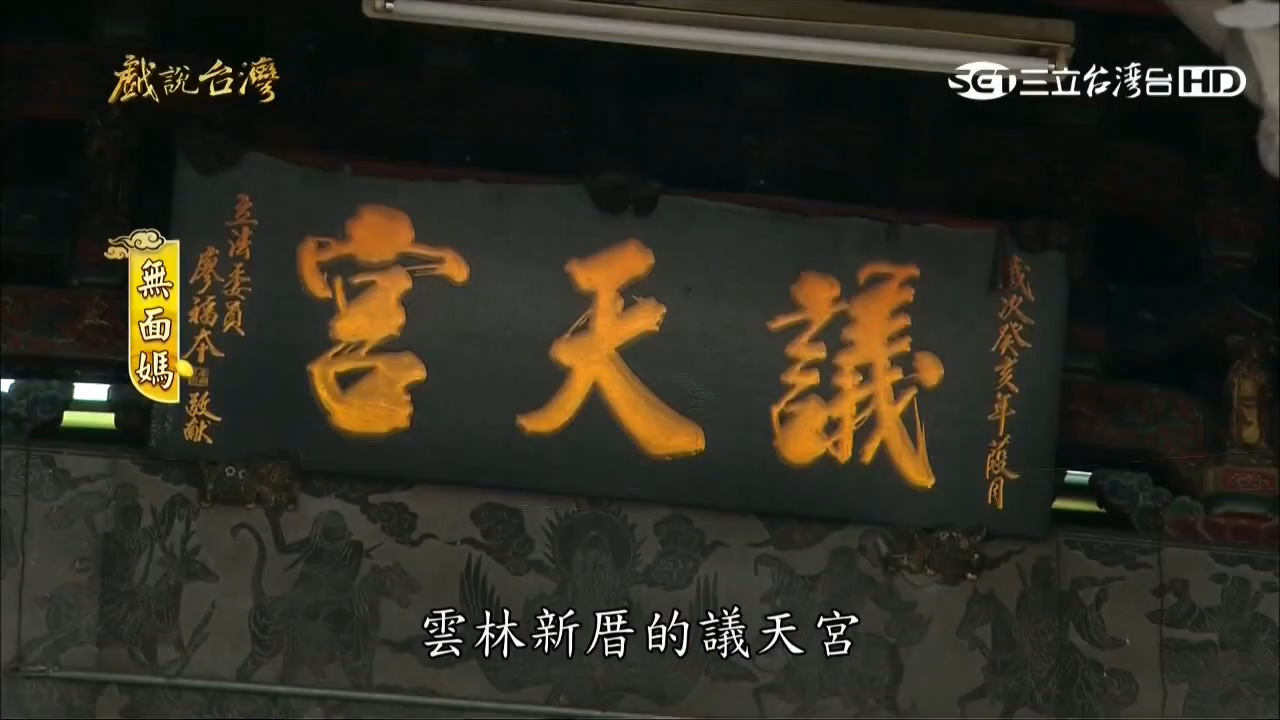 戲說台灣
SET三立台灣台HD
無面媽
議天宮
歲次癸亥年葭月
立法委員
廖福本 敬獻
雲林新厝的議天宮